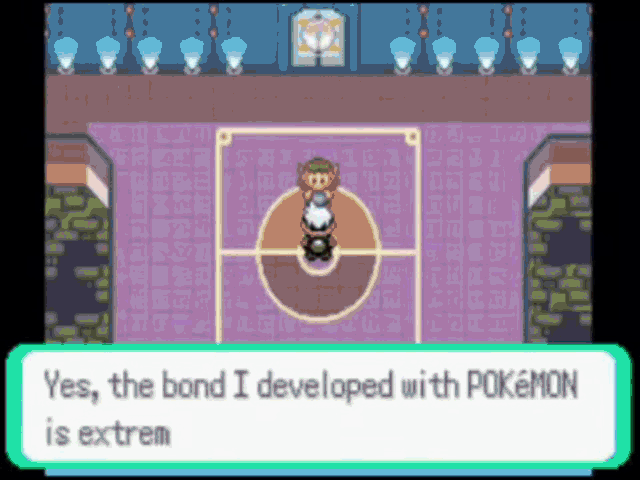 Yes, the bond I developed with POKéMON
is extrem